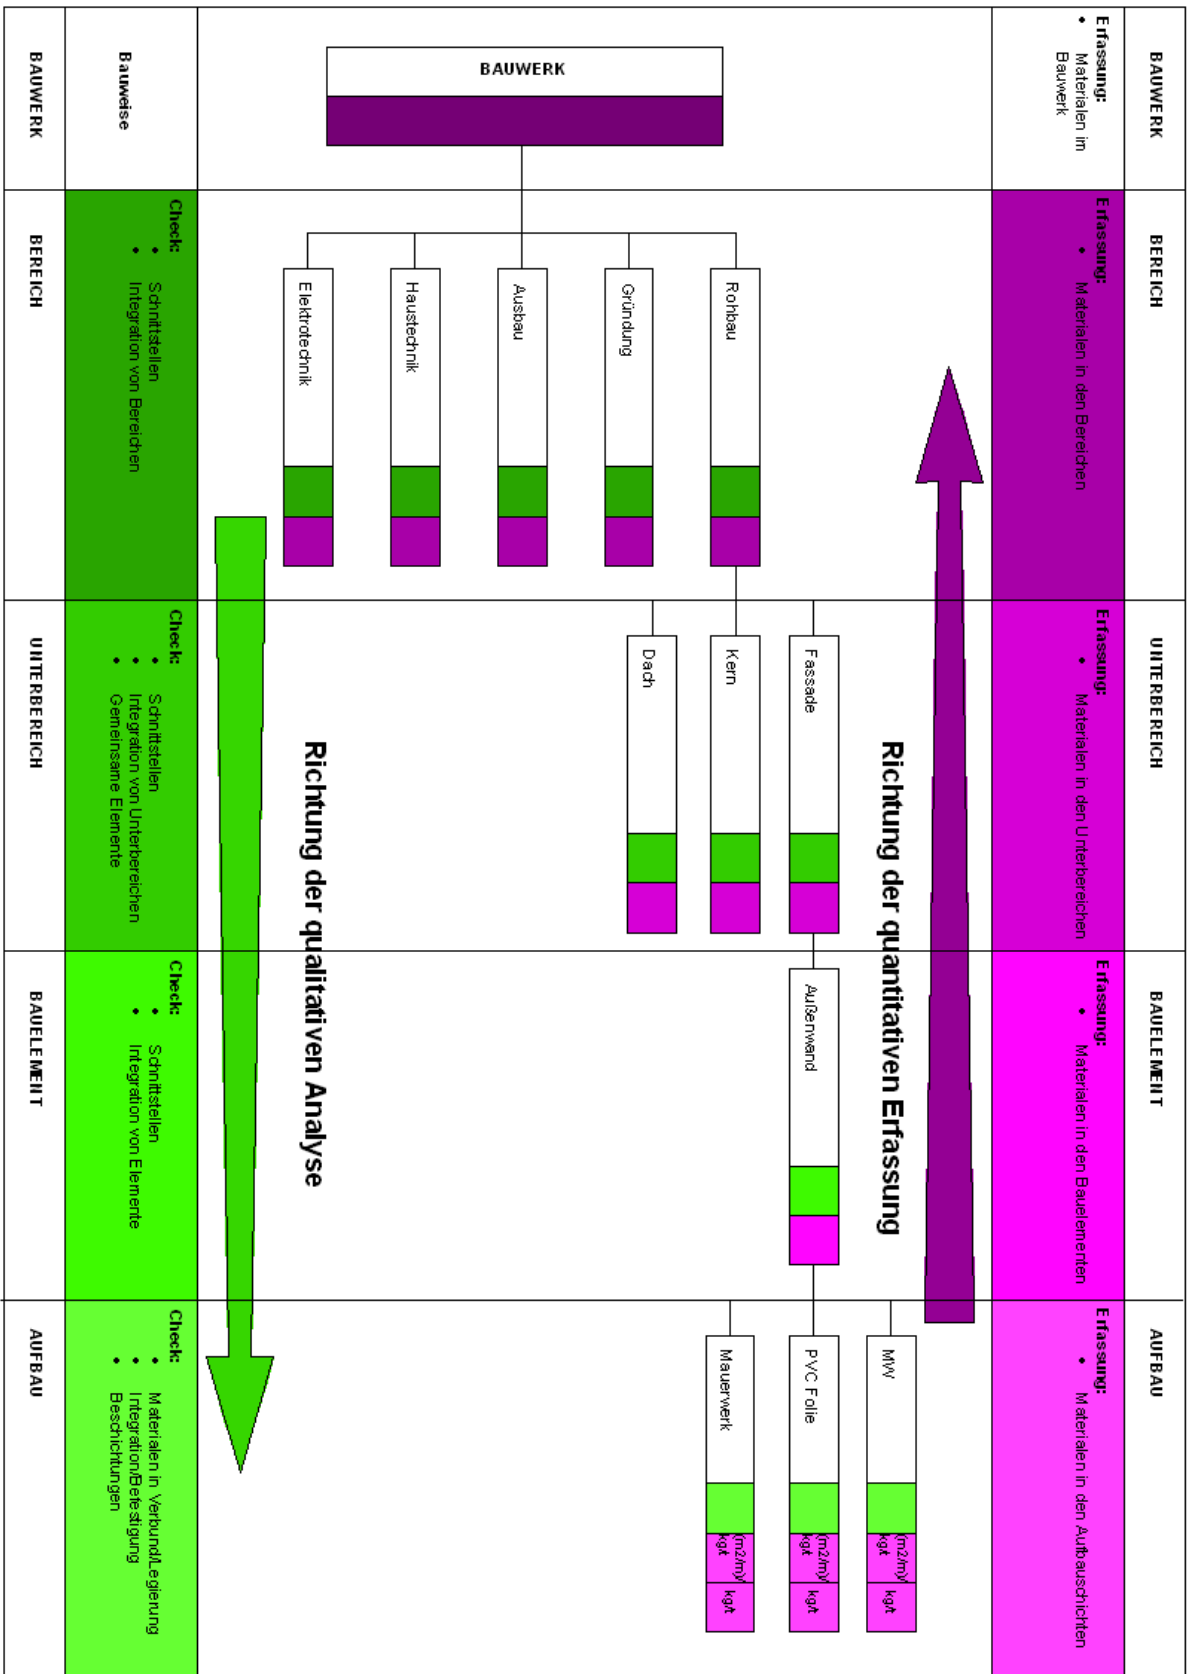 BAUWERK
BEREICH
UNTERBEREICH
BAUELEMENT
AUFBAU
Erfassung:
• Materialen im
Bauwerk
Erfassung:
• Materialen in den Bereichen
Erfassung:
• Materialen in den Unterbereichen
Erfassung:
• Materialen in den Bauelementen
Erfassung:
• Materialen in den Aufbauschichten
Richtung der quantitativen Erfassung
BAUWERK
Rohbau
Gründung
Ausbau
Haustechnik
Elektrotechnik
Fassade
Kern
Dach
Außenwand
MW
(m2/m)/
kg/t
kg/t
PVC Folie
(m2/m)/
kg/t
kg/t
Mauerwerk
(m2/m)/
kg/t
kg/t
Richtung der qualitativen Analyse
Bauweise
Check:
• Schnittstellen
• Integration von Bereichen
Check:
• Schnittstellen
• Integration von Unterbereichen
• Gemeinsame Elemente
Check:
• Schnittstellen
• Integration von Elemente
Check:
• Materialen in Verbund/Legierung
• Integration/Befestigung
• Beschichtungen
BAUWERK
BEREICH
UNTERBEREICH
BAUELEMENT
AUFBAU